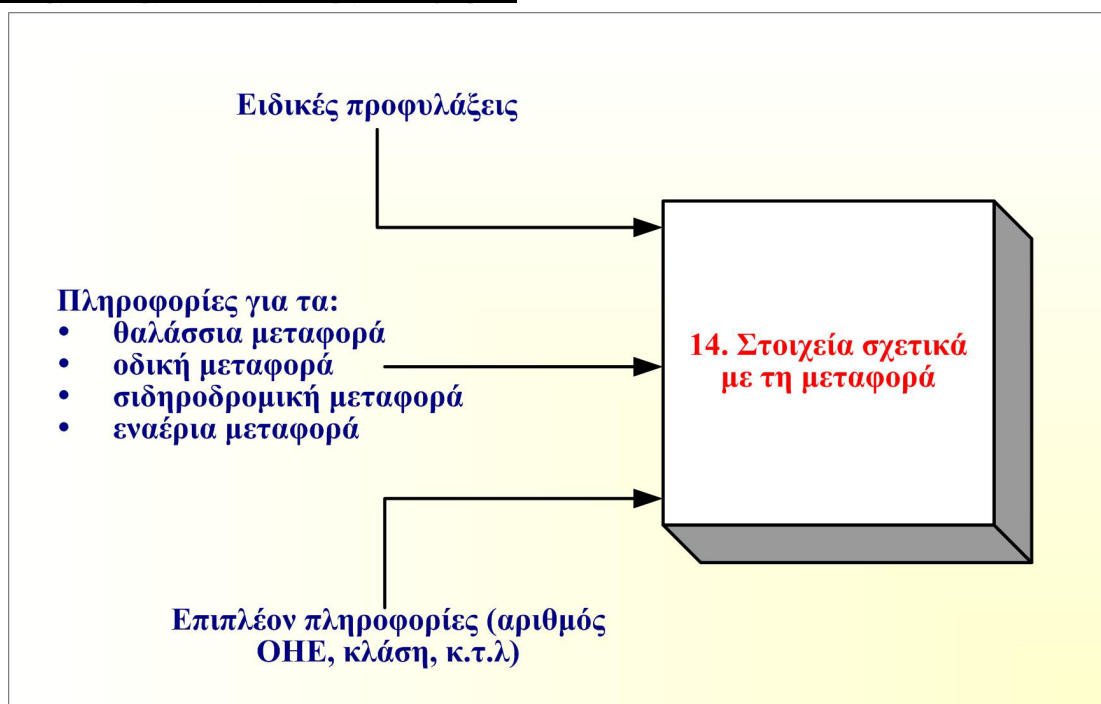 Ειδικές προφυλάξεις
Πληροφορίες για τα:
• θαλάσσια μεταφορά
• οδική μεταφορά
• σιδηροδρομική μεταφορά
• εναέρια μεταφορά
14. Στοιχεία σχετικά
με τη μεταφορά
Επιπλέον πληροφορίες (αριθμός
ΟΗΕ, κλάση, κ.τ.λ)